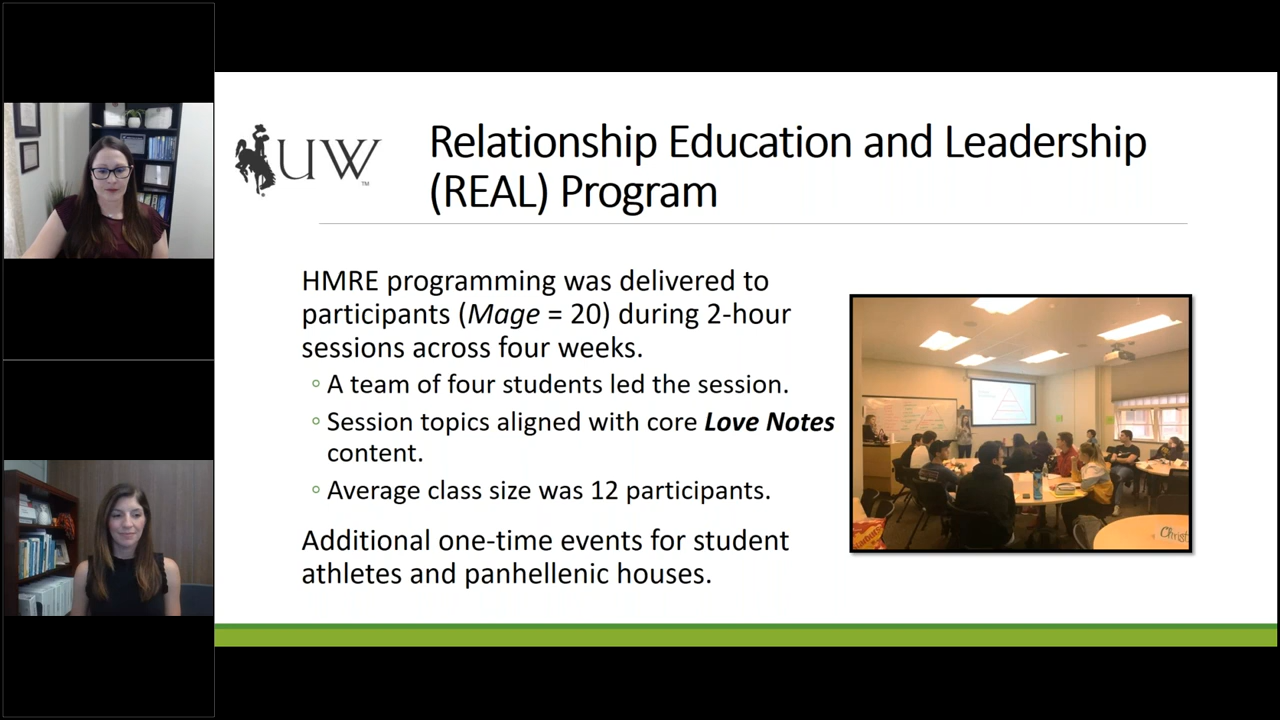 UW
TM
Relationship Education and Leadership
(REAL) Program
HMRE programming was delivered to
participants (Mage = 20) during 2-hour
sessions across four weeks.
◦ A team of four students led the session.
◦ Session topics aligned with core Love Notes
content.
◦ Average class size was 12 participants.
Additional one-time events for student
athletes and panhellenic houses.